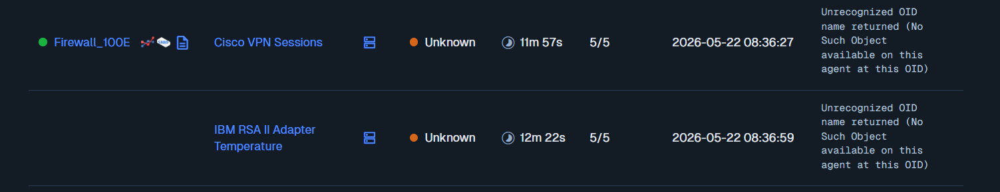 Unrecognized OID
name returned (No
Such Object
available on this
agent at this OID)
Firewall_100E SNMP Cisco VPN Sessions Unknown 11m 57s 5/5 2026-05-22 08:36:27
Unrecognized OID
name returned (No
Such Object
available on this
agent at this OID)
IBM RSA II Adapter
Temperature
Unknown 12m 22s 5/5 2026-05-22 08:36:59